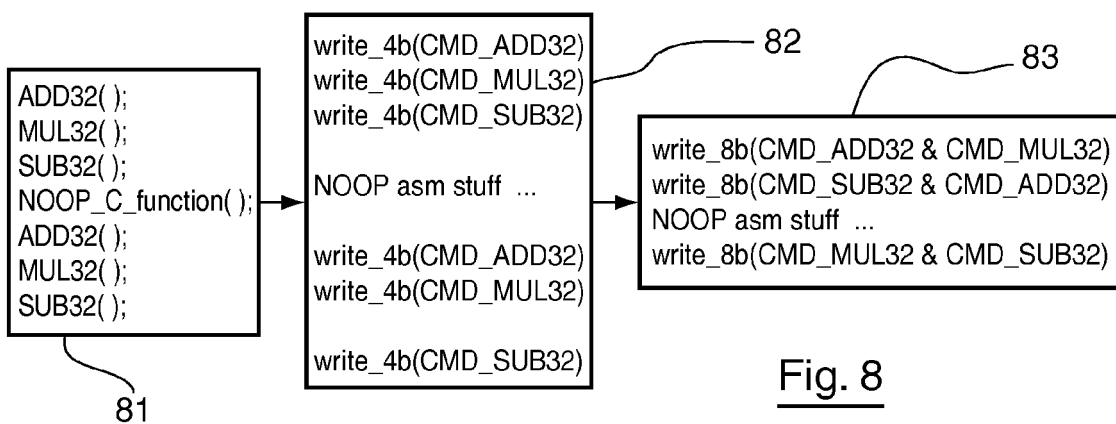 ADD32( );
MUL32( );
SUB32( );
NOOP_C_function( );
ADD32( );
MUL32( );
SUB32( );
81
write_4b(CMD_ADD32)
write_4b(CMD_MUL32)
write_4b(CMD_SUB32)
NOOP asm stuff ...
write_4b(CMD_ADD32)
write_4b(CMD_MUL32)
write_4b(CMD_SUB32)
82
write_8b(CMD_ADD32 & CMD_MUL32)
write_8b(CMD_SUB32 & CMD_ADD32)
NOOP asm stuff ...
write_8b(CMD_MUL32 & CMD_SUB32)
83
Fig. 8